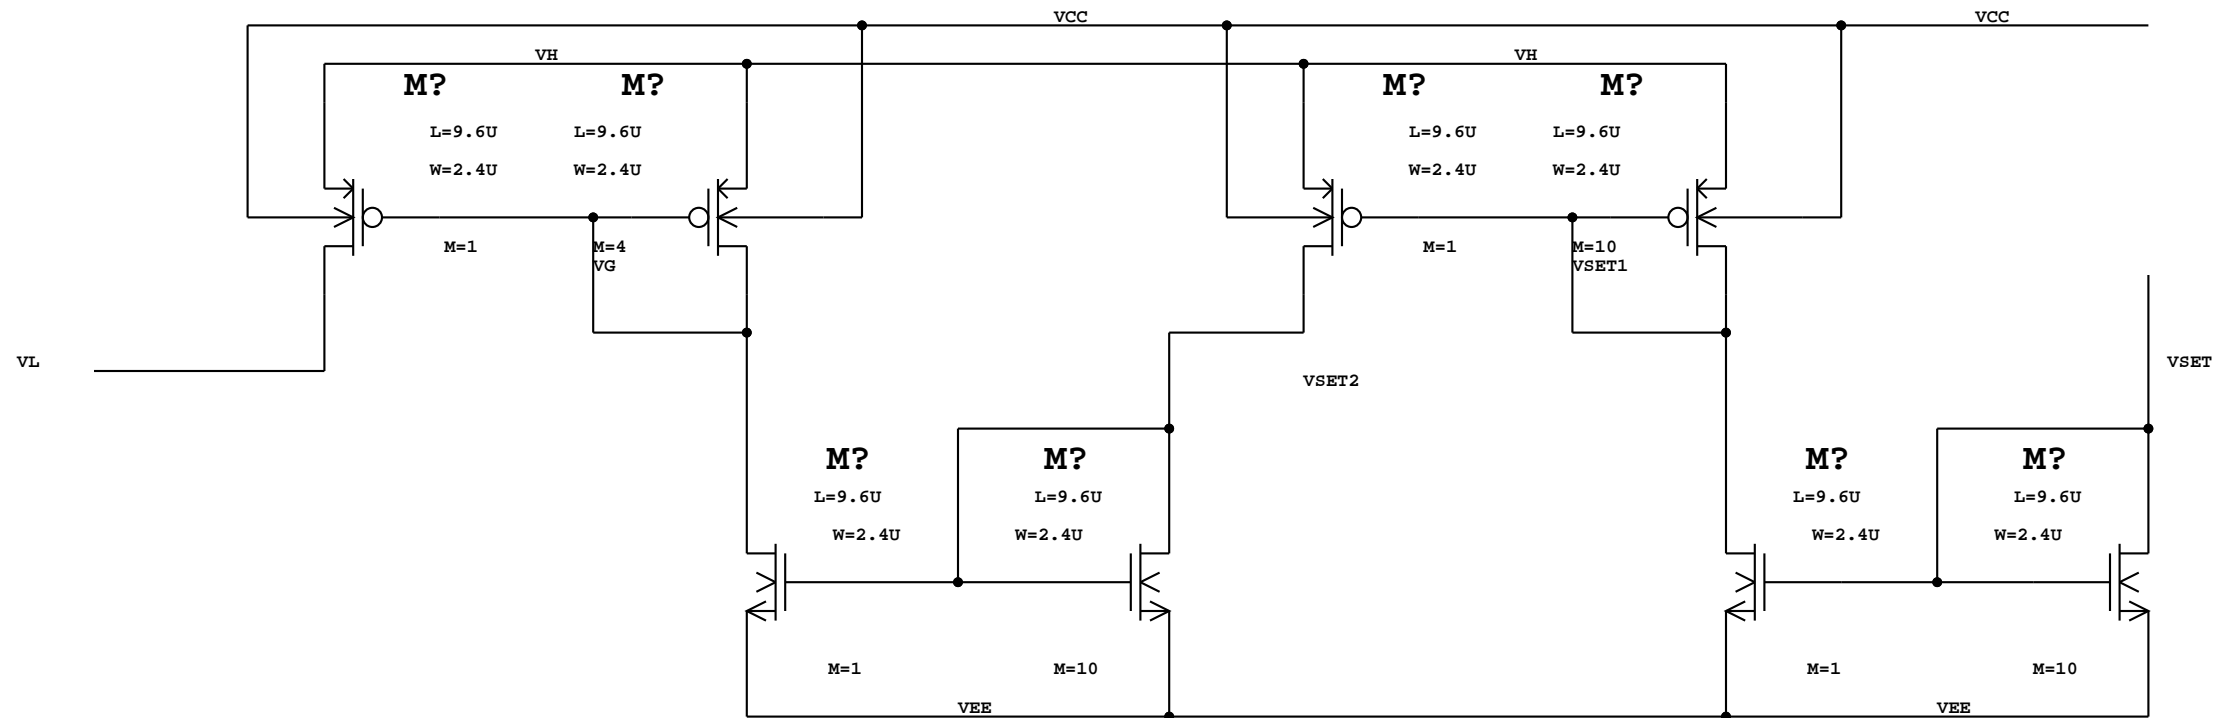 VCC VCC
VH VH
M? M? M? M?
L=9.6U L=9.6U L=9.6U L=9.6U
W=2.4U W=2.4U W=2.4U W=2.4U
M=1 M=4 M=1 M=10
VG VSET1
VL VSET
VSET2
M? M? M? M?
L=9.6U L=9.6U L=9.6U L=9.6U
W=2.4U W=2.4U W=2.4U W=2.4U
M=1 M=10 M=1 M=10
VEE VEE